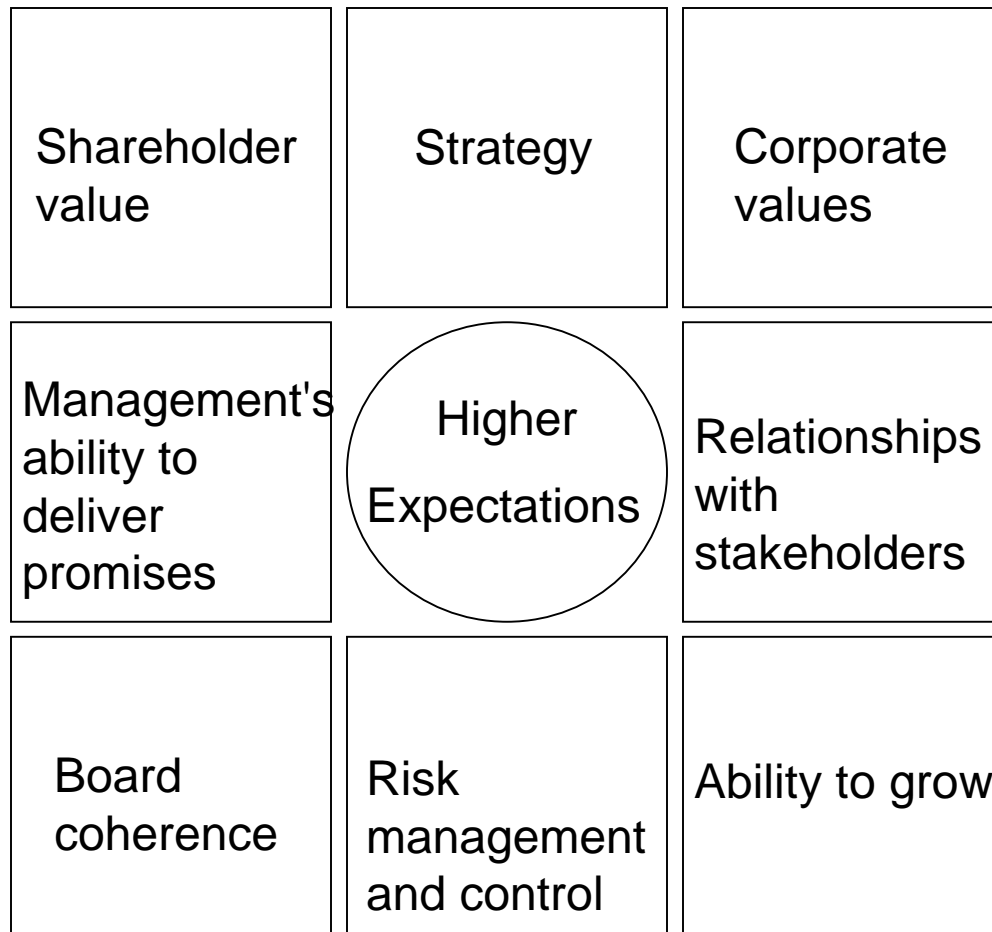 Shareholder
value
Strategy
Corporate
values
Management's
ability to
deliver
promises
Higher
Expectations
Relationships
with
stakeholders
Board
coherence
Risk
management
and control
Ability to grow